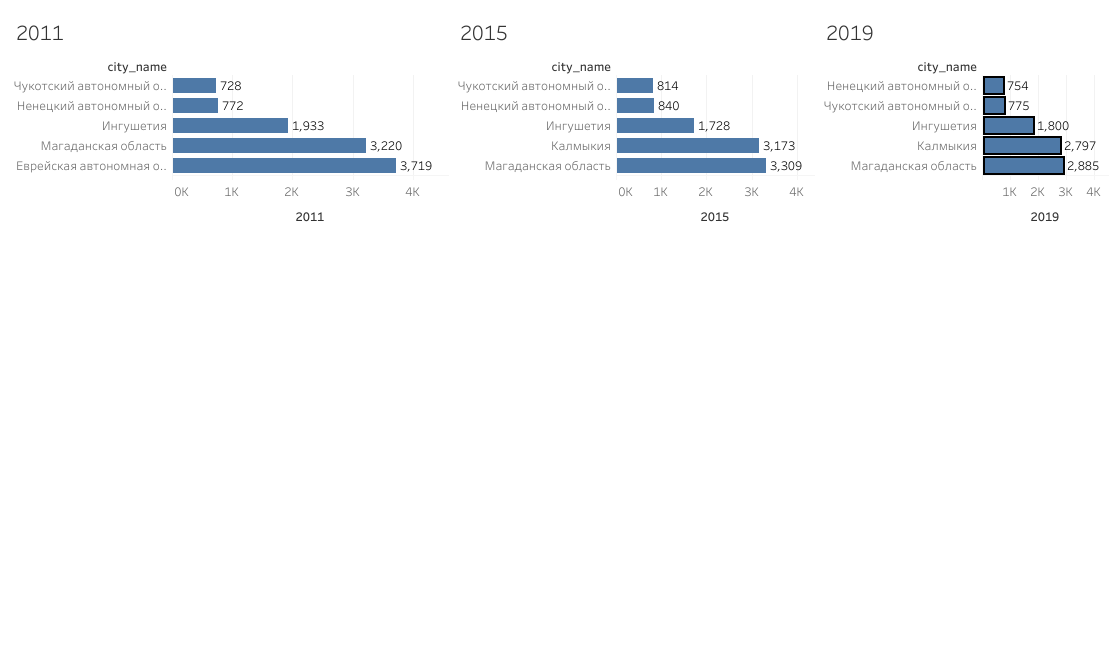 2011
city_name
Чукотский автономный о.. 728
Ненецкий автономный о.. 772
Ингушетия 1,933
Магаданская область 3,220
Еврейская автономная о.. 3,719
0K 1K 2K 3K 4K
2011
2015
city_name
Чукотский автономный о.. 814
Ненецкий автономный о.. 840
Ингушетия 1,728
Калмыкия 3,173
Магаданская область 3,309
0K 1K 2K 3K 4K
2015
2019
city_name
Ненецкий автономный о.. 754
Чукотский автономный о.. 775
Ингушетия 1,800
Калмыкия 2,797
Магаданская область 2,885
1K 2K 3K 4K
2019